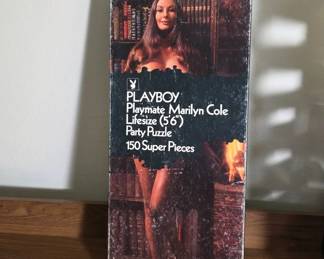 PLAYBOY
Playmate Marilyn Cole
Lifesize (5'6")
Party Puzzle
150 Super Pieces